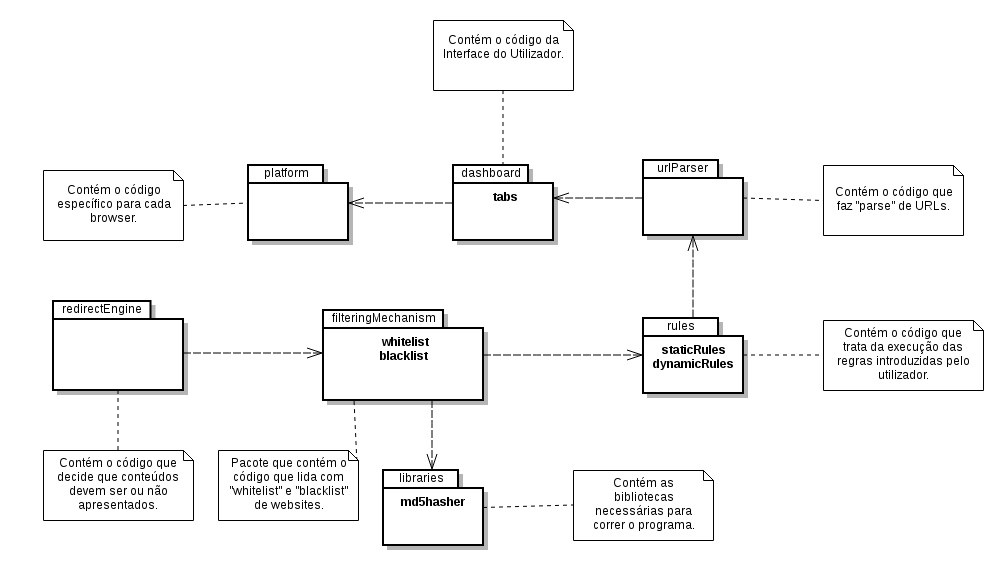 Contém o código da
Interface do Utilizador.
platform
dashboard
tabs
urlParser
Contém o código
específico para cada
browser.
Contém o código que
faz "parse" de URLs.
redirectEngine
filteringMechanism
whitelist
blacklist
rules
staticRules
dynamicRules
Contém o código que
trata da execução das
regras introduzidas pelo
utilizador.
Contém o código que
decide que conteúdos
devem ser ou não
apresentados.
Pacote que contém o
código que lida com
"whitelist" e "blacklist"
de websites.
libraries
md5hasher
Contém as
bibliotecas
necessárias para
correr o programa.